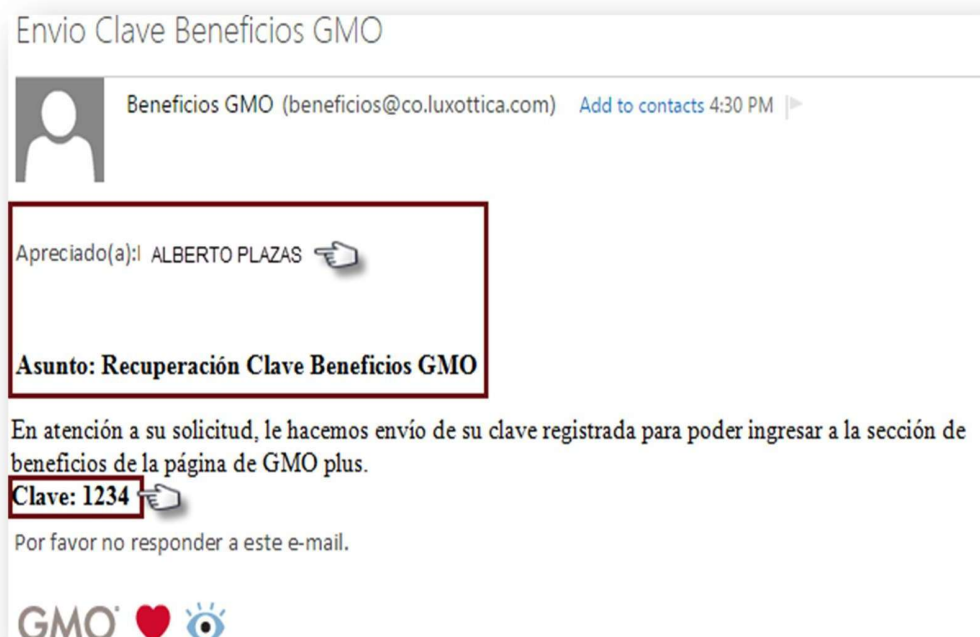 Envio Clave Beneficios GMO
Beneficios GMO (beneficios@co.luxottica.com) Add to contacts 4:30 PM
Apreciado(a):l ALBERTO PLAZAS
Asunto: Recuperación Clave Beneficios GMO
En atención a su solicitud, le hacemos envío de su clave registrada para poder ingresar a la sección de
beneficios de la página de GMO plus.
Clave: 1234
Por favor no responder a este e-mail.
GMO